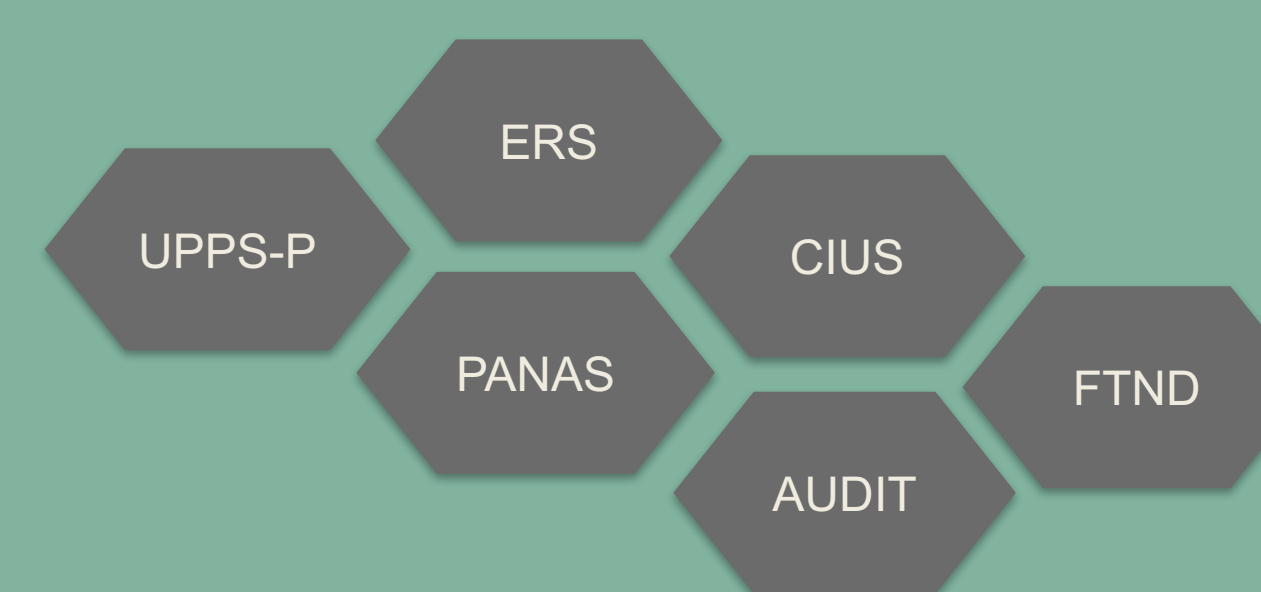 ERS
UPPS-P
CIUS
PANAS
FTND
AUDIT